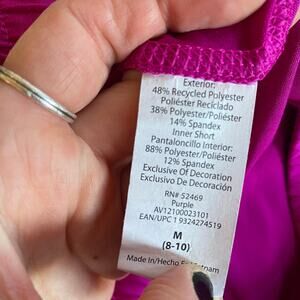 Exterior:
48% Recycled Polyester
Poliéster Reciclado
38% Polyester/Poliéster
14% Spandex
Inner Short
Pantaloncillo Interior:
88% Polyester/Poliéster
12% Spandex
Exclusive Of Decoration
Exclusivo De Decoración
RN# 52469
Purple
AV12100023101
EAN/UPC 1 9324274519
M
(8-10)
Made In/Hecho En Vietnam